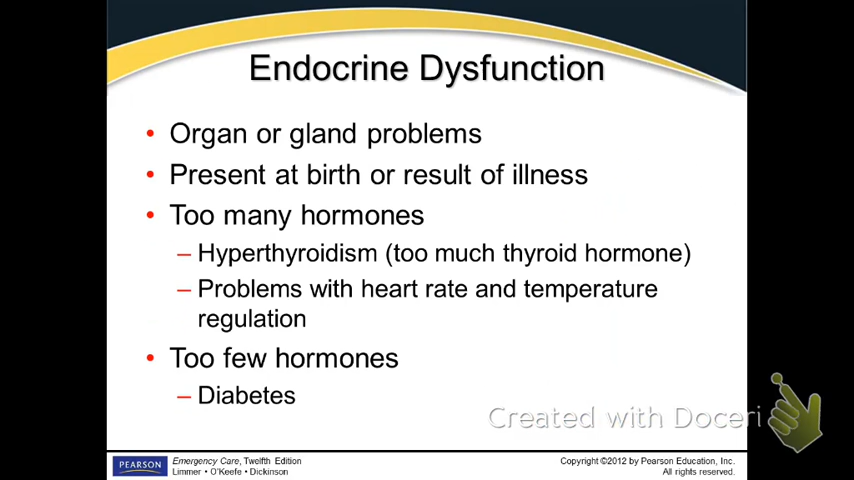 Endocrine Dysfunction
• Organ or gland problems
• Present at birth or result of illness
• Too many hormones
– Hyperthyroidism (too much thyroid hormone)
– Problems with heart rate and temperature
regulation
• Too few hormones
– Diabetes
Created with Doceri
PEARSON
Emergency Care, Twelfth Edition
Limmer • O'Keefe • Dickinson
Copyright ©2012 by Pearson Education, Inc.
All rights reserved.